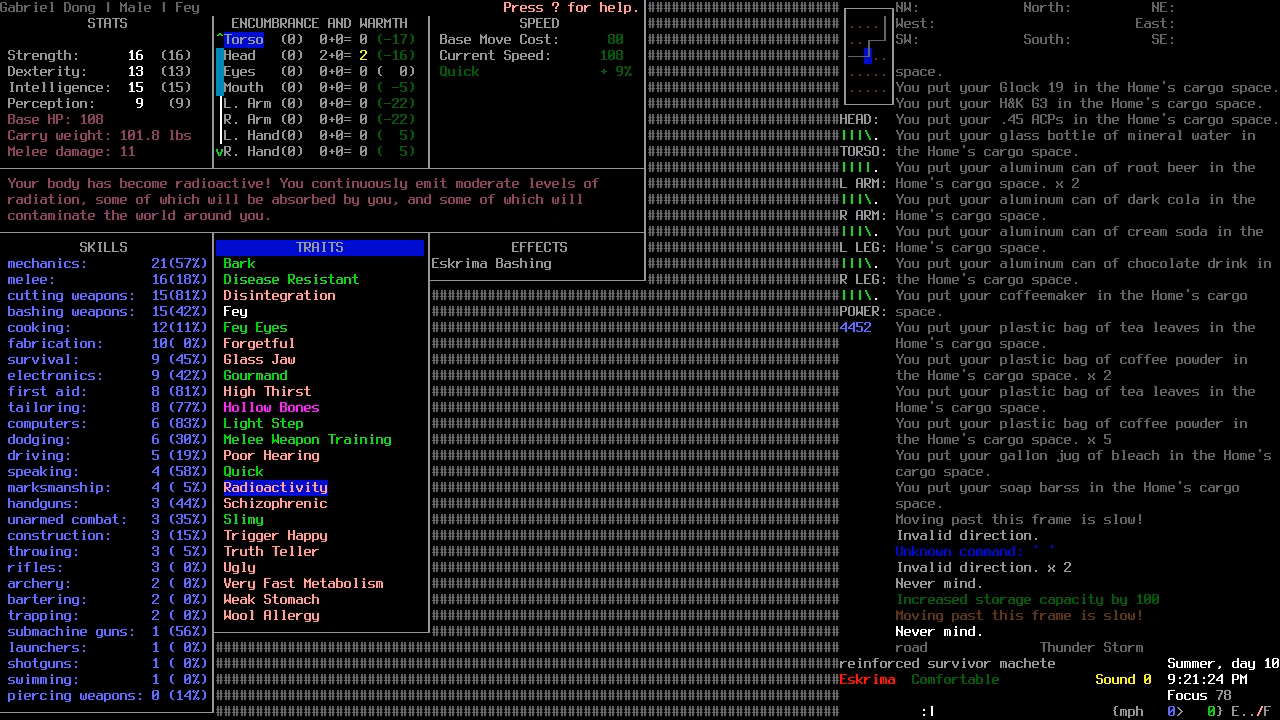 Gabriel Dong | Male | Fey
Press ? for help.
STATS
Strength: 16 (16)
Dexterity: 13 (13)
Intelligence: 15 (15)
Perception: 9 (9)
Base HP: 108
Carry weight: 101.8 lbs
Melee damage: 11
ENCUMBRANCE AND WARMTH
Torso (0) 0+0= 0 (-17)
Head (0) 2+0= 2 (-16)
Eyes (0) 0+0= 0 ( 0)
Mouth (0) 0+0= 0 ( -5)
L. Arm (0) 0+0= 0 (-22)
R. Arm (0) 0+0= 0 (-22)
L. Hand(0) 0+0= 0 ( 5)
R. Hand(0) 0+0= 0 ( 5)
SPEED
Base Move Cost: 80
Current Speed: 108
Quick + 9%
Your body has become radioactive! You continuously emit moderate levels of
radiation, some of which will be absorbed by you, and some of which will
contaminate the world around you.
SKILLS
mechanics: 21(57%)
melee: 16(18%)
cutting weapons: 15(81%)
bashing weapons: 15(42%)
cooking: 12(11%)
fabrication: 10( 0%)
survival: 9 (45%)
electronics: 9 (42%)
first aid: 8 (81%)
tailoring: 8 (77%)
computers: 6 (83%)
dodging: 6 (30%)
driving: 5 (19%)
speaking: 4 (58%)
marksmanship: 4 ( 5%)
handguns: 3 (44%)
unarmed combat: 3 (35%)
construction: 3 (15%)
throwing: 3 ( 5%)
rifles: 3 ( 0%)
archery: 2 ( 0%)
bartering: 2 ( 0%)
trapping: 2 ( 0%)
submachine guns: 1 (56%)
launchers: 1 ( 0%)
shotguns: 1 ( 0%)
swimming: 1 ( 0%)
piercing weapons: 0 (14%)
TRAITS
Bark
Disease Resistant
Disintegration
Fey
Fey Eyes
Forgetful
Glass Jaw
Gourmand
High Thirst
Hollow Bones
Light Step
Melee Weapon Training
Poor Hearing
Quick
Radioactivity
Schizophrenic
Slimy
Trigger Happy
Truth Teller
Ugly
Very Fast Metabolism
Weak Stomach
Wool Allergy
EFFECTS
Eskrima Bashing
NW: North: NE:
West: East:
SW: South: SE:
HEAD:
|||\.
TORSO:
||||.
L ARM:
|||\.
R ARM:
|||\.
L LEG:
|||\.
R LEG:
|||\.
POWER:
4452
space.
You put your Glock 19 in the Home's cargo space.
You put your H&K G3 in the Home's cargo space.
You put your .45 ACPs in the Home's cargo space.
You put your glass bottle of mineral water in
the Home's cargo space.
You put your aluminum can of root beer in the
Home's cargo space. x 2
You put your aluminum can of dark cola in the
Home's cargo space.
You put your aluminum can of cream soda in the
Home's cargo space.
You put your aluminum can of chocolate drink in
the Home's cargo space.
You put your coffeemaker in the Home's cargo
space.
You put your plastic bag of tea leaves in the
Home's cargo space.
You put your plastic bag of coffee powder in
the Home's cargo space. x 2
You put your plastic bag of tea leaves in the
Home's cargo space.
You put your plastic bag of coffee powder in
the Home's cargo space. x 5
You put your gallon jug of bleach in the Home's
cargo space.
You put your soap barss in the Home's cargo
space.
Moving past this frame is slow!
Invalid direction.
Unknown command: ` `
Invalid direction. x 2
Never mind.
Increased storage capacity by 100
Moving past this frame is slow!
Never mind.
road Thunder Storm
reinforced survivor machete Summer, day 10
Eskrima Comfortable Sound 0 9:21:24 PM
Focus 78
:| {mph 0> 0} E../F